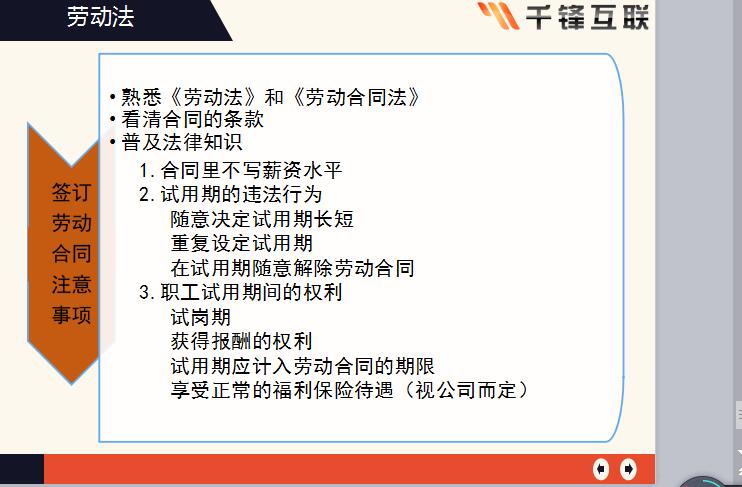 劳动法
千锋互联
•熟悉《劳动法》和《劳动合同法》
•看清合同的条款
•普及法律知识
1.合同里不写薪资水平
2.试用期的违法行为
随意决定试用期长短
重复设定试用期
在试用期随意解除劳动合同
3.职工试用期间的权利
试岗期
获得报酬的权利
试用期应计入劳动合同的期限
享受正常的福利保险待遇（视公司而定）
签订
劳动
合同
注意
事项